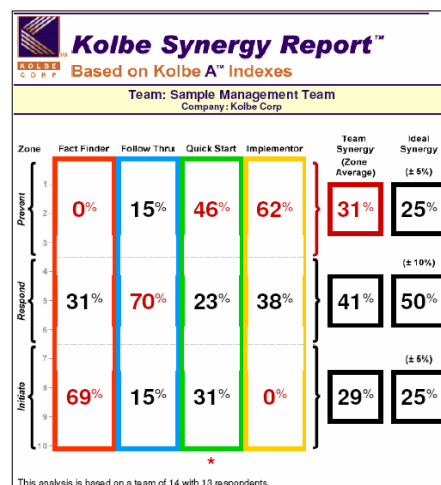 Kolbe Synergy Report™
KOLBE
CORP
™
Based on Kolbe A™ Indexes
Team: Sample Management Team
Company: Kolbe Corp
Zone Fact Finder Follow Thru Quick Start Implementor Team Synergy (Zone Average) Ideal Synergy
(± 5%)
Prevent
1
2
3
0% 15% 46% 62% 31% 25%
(± 10%)
Respond
4
5
6
31% 70% 23% 38% 41% 50%
(± 5%)
Initiate
7
8
9
10
69% 15% 31% 0% 29% 25%
*
This analysis is based on a team of 14 with 13 respondents